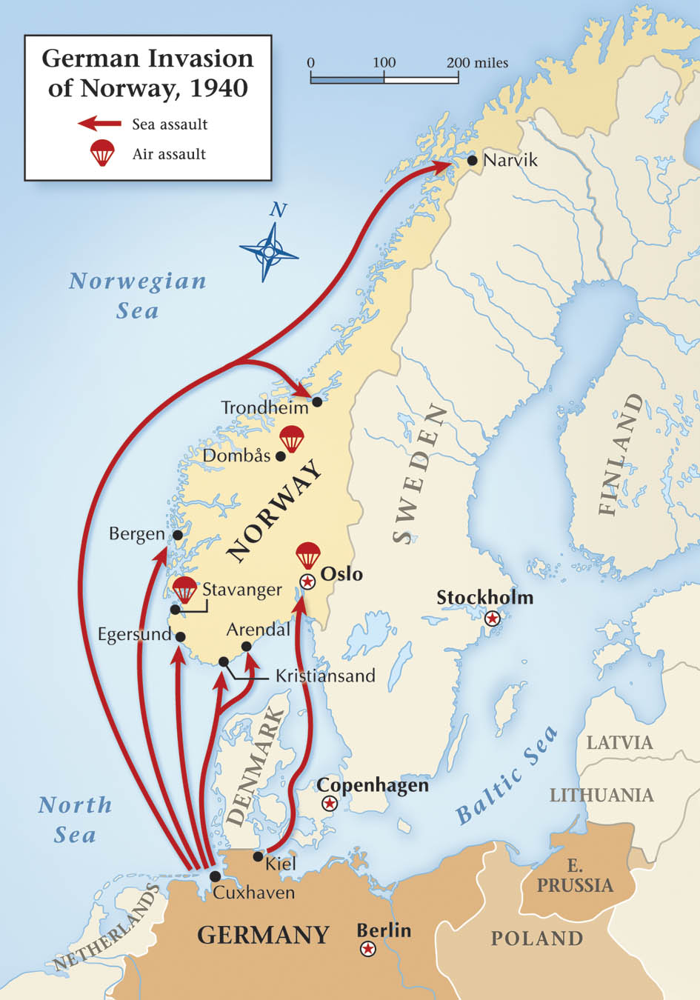 German Invasion
of Norway, 1940
Sea assault
Air assault
0 100 200 miles
N
Narvik
Norwegian
Sea
Trondheim
Dombås
NORWAY
SWEDEN
FINLAND
Bergen
Oslo
Stavanger
Stockholm
Egersund
Arendal
Kristiansand
DENMARK
LATVIA
Baltic Sea
Copenhagen
LITHUANIA
North
Sea
Kiel
E.
PRUSSIA
Cuxhaven
NETHERLANDS
GERMANY
Berlin
POLAND